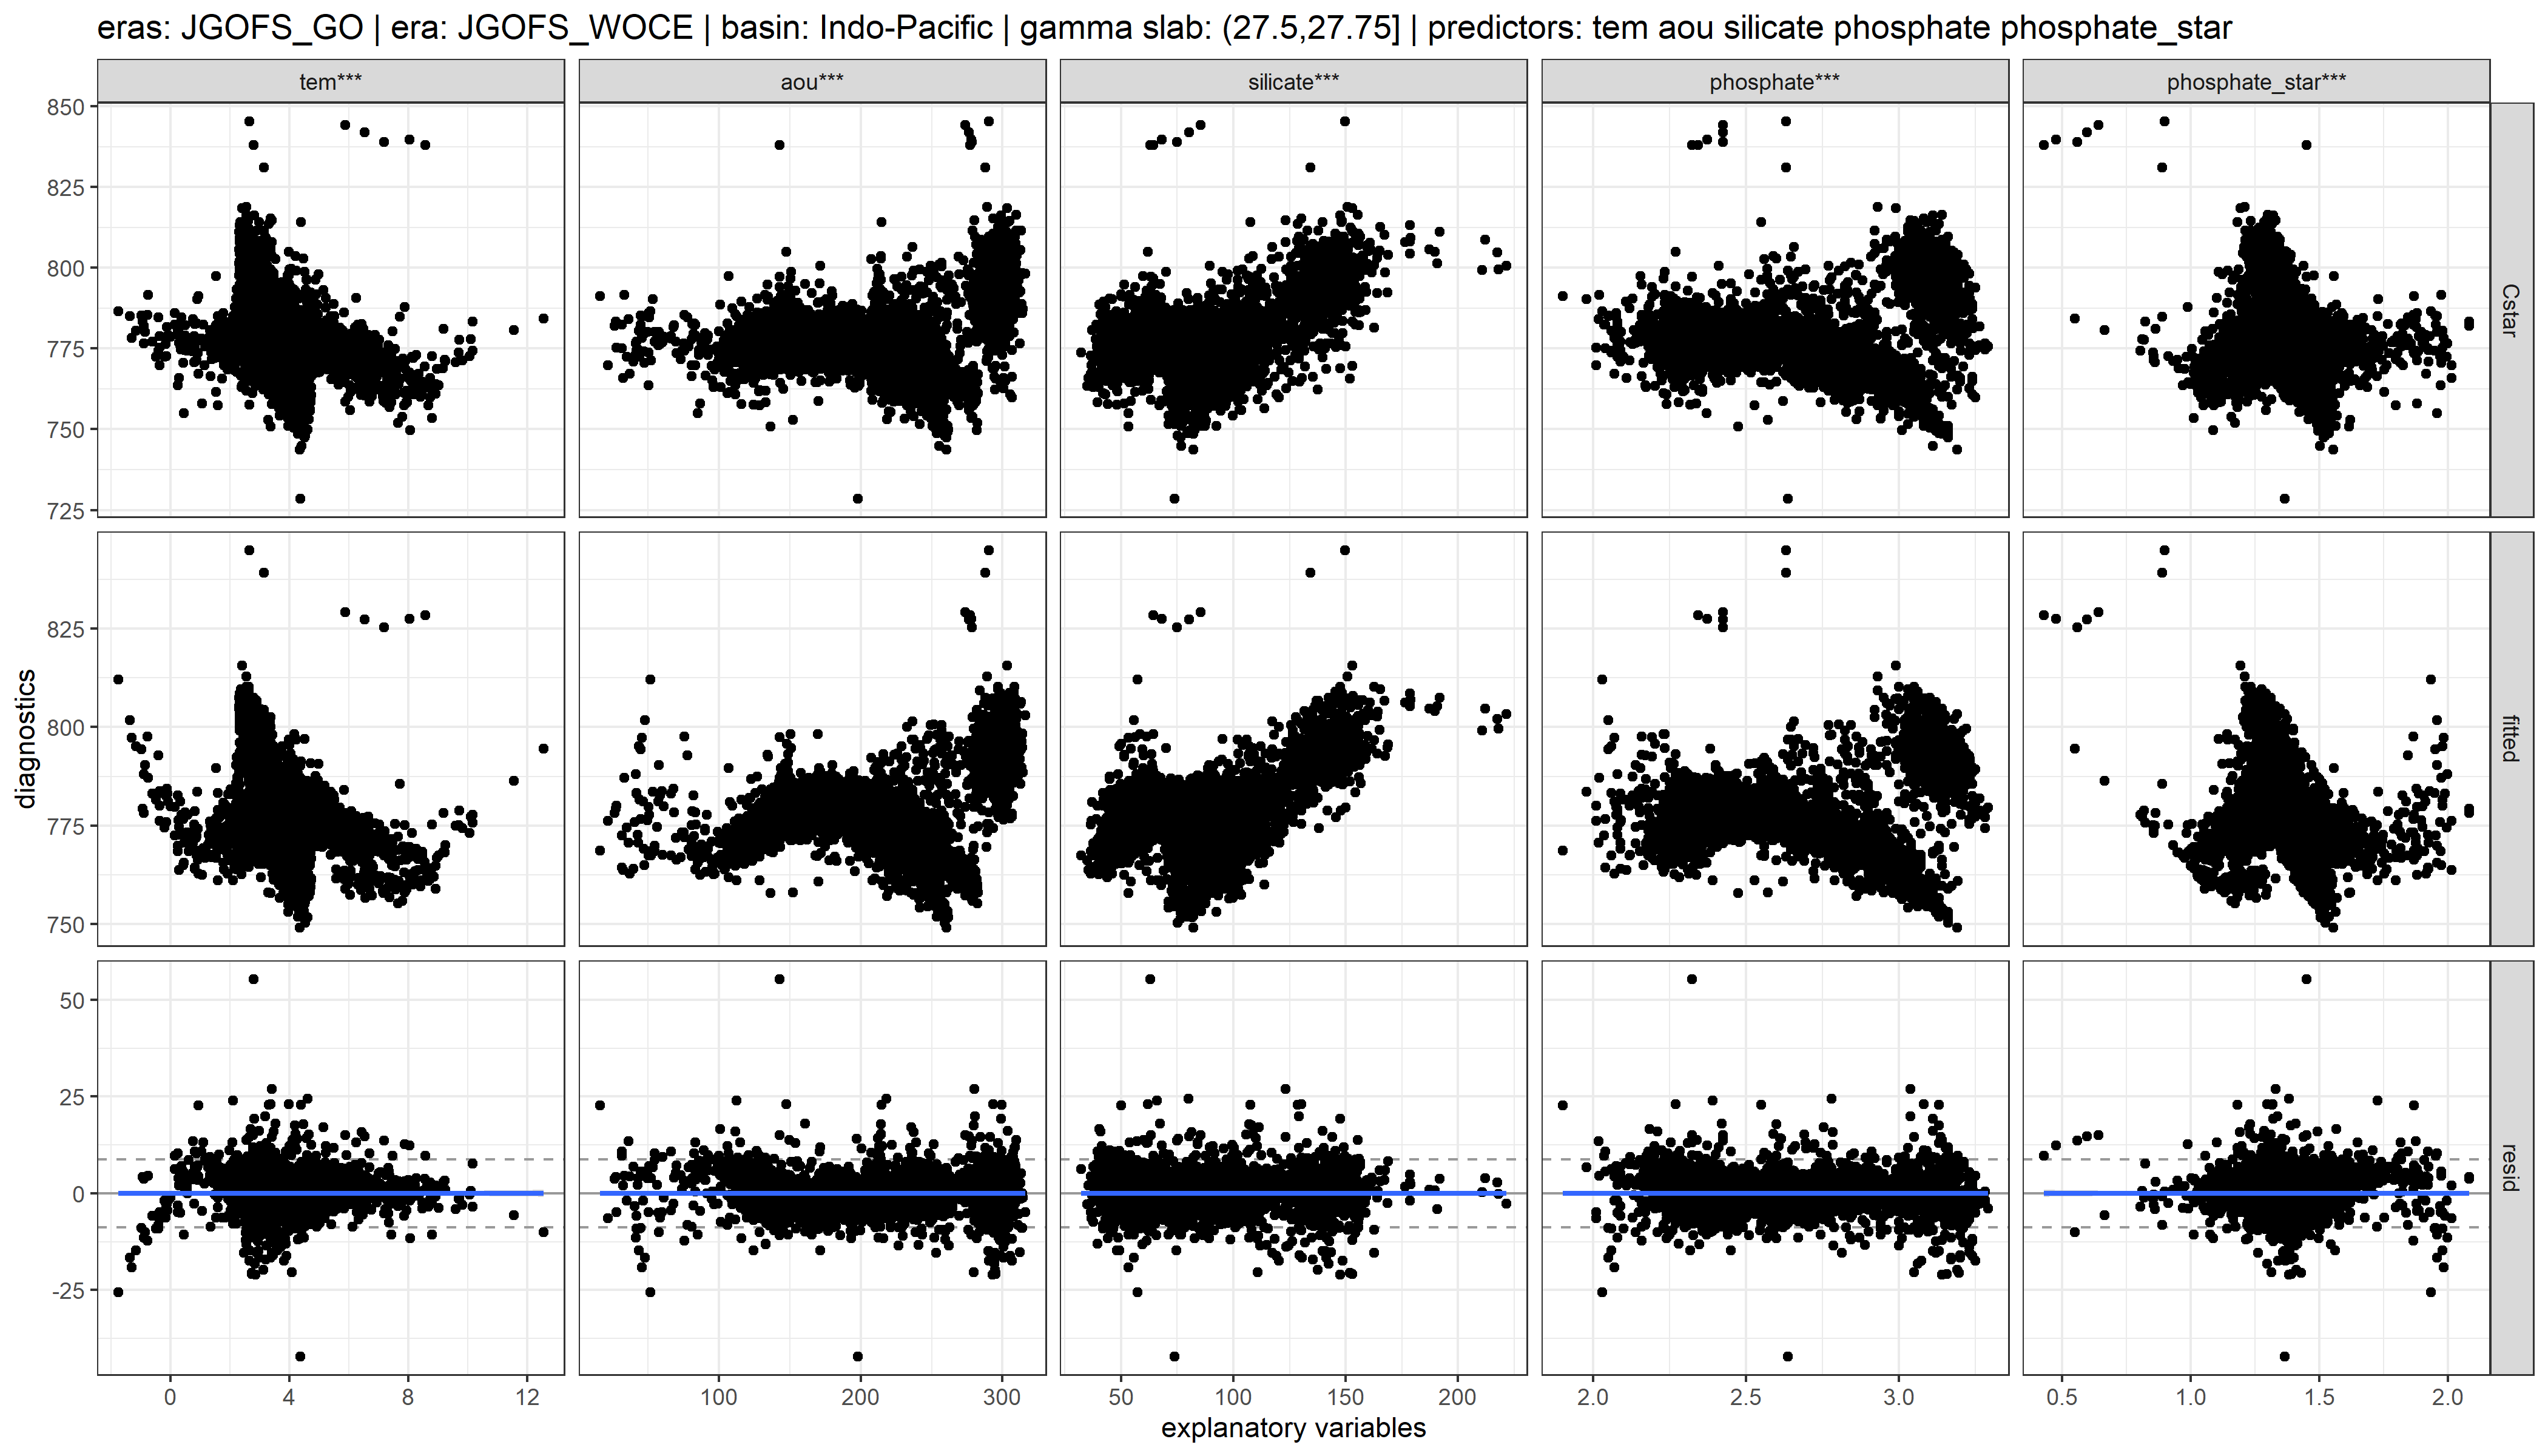 eras: JGOFS_GO | era: JGOFS_WOCE | basin: Indo-Pacific | gamma slab: (27.5,27.75] | predictors: tem aou silicate phosphate phosphate_star
tem*** aou*** silicate*** phosphate*** phosphate_star***
850
825
800
775
750
725
Cstar
825
800
775
750
fitted
diagnostics
50
25
0
-25
resid
0 4 8 12 100 200 300 50 100 150 200 2.0 2.5 3.0 0.5 1.0 1.5 2.0
explanatory variables